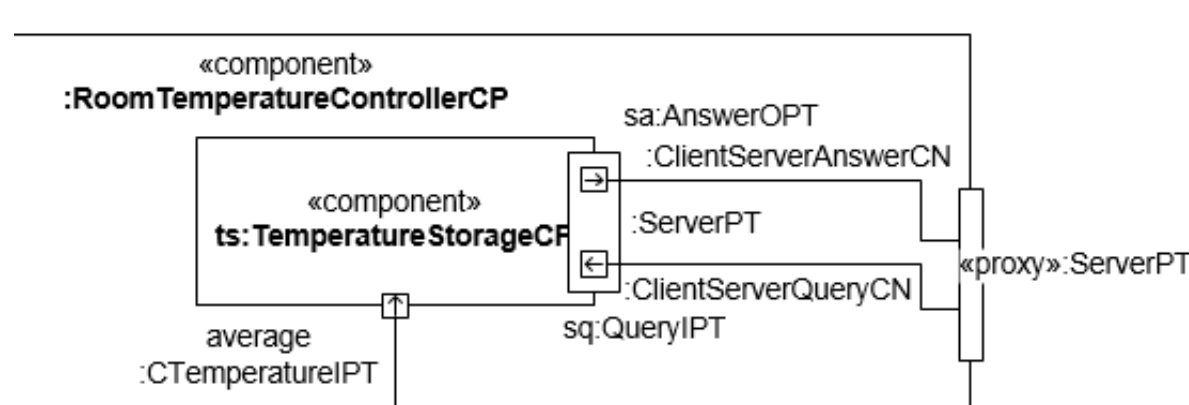 «component»
:RoomTemperatureControllerCP
sa:AnswerOPT
:ClientServerAnswerCN
«component»
ts:TemperatureStorageCP
:ServerPT
«proxy»:ServerPT
:ClientServerQueryCN
sq:QueryIPT
average
:CTemperatureIPT